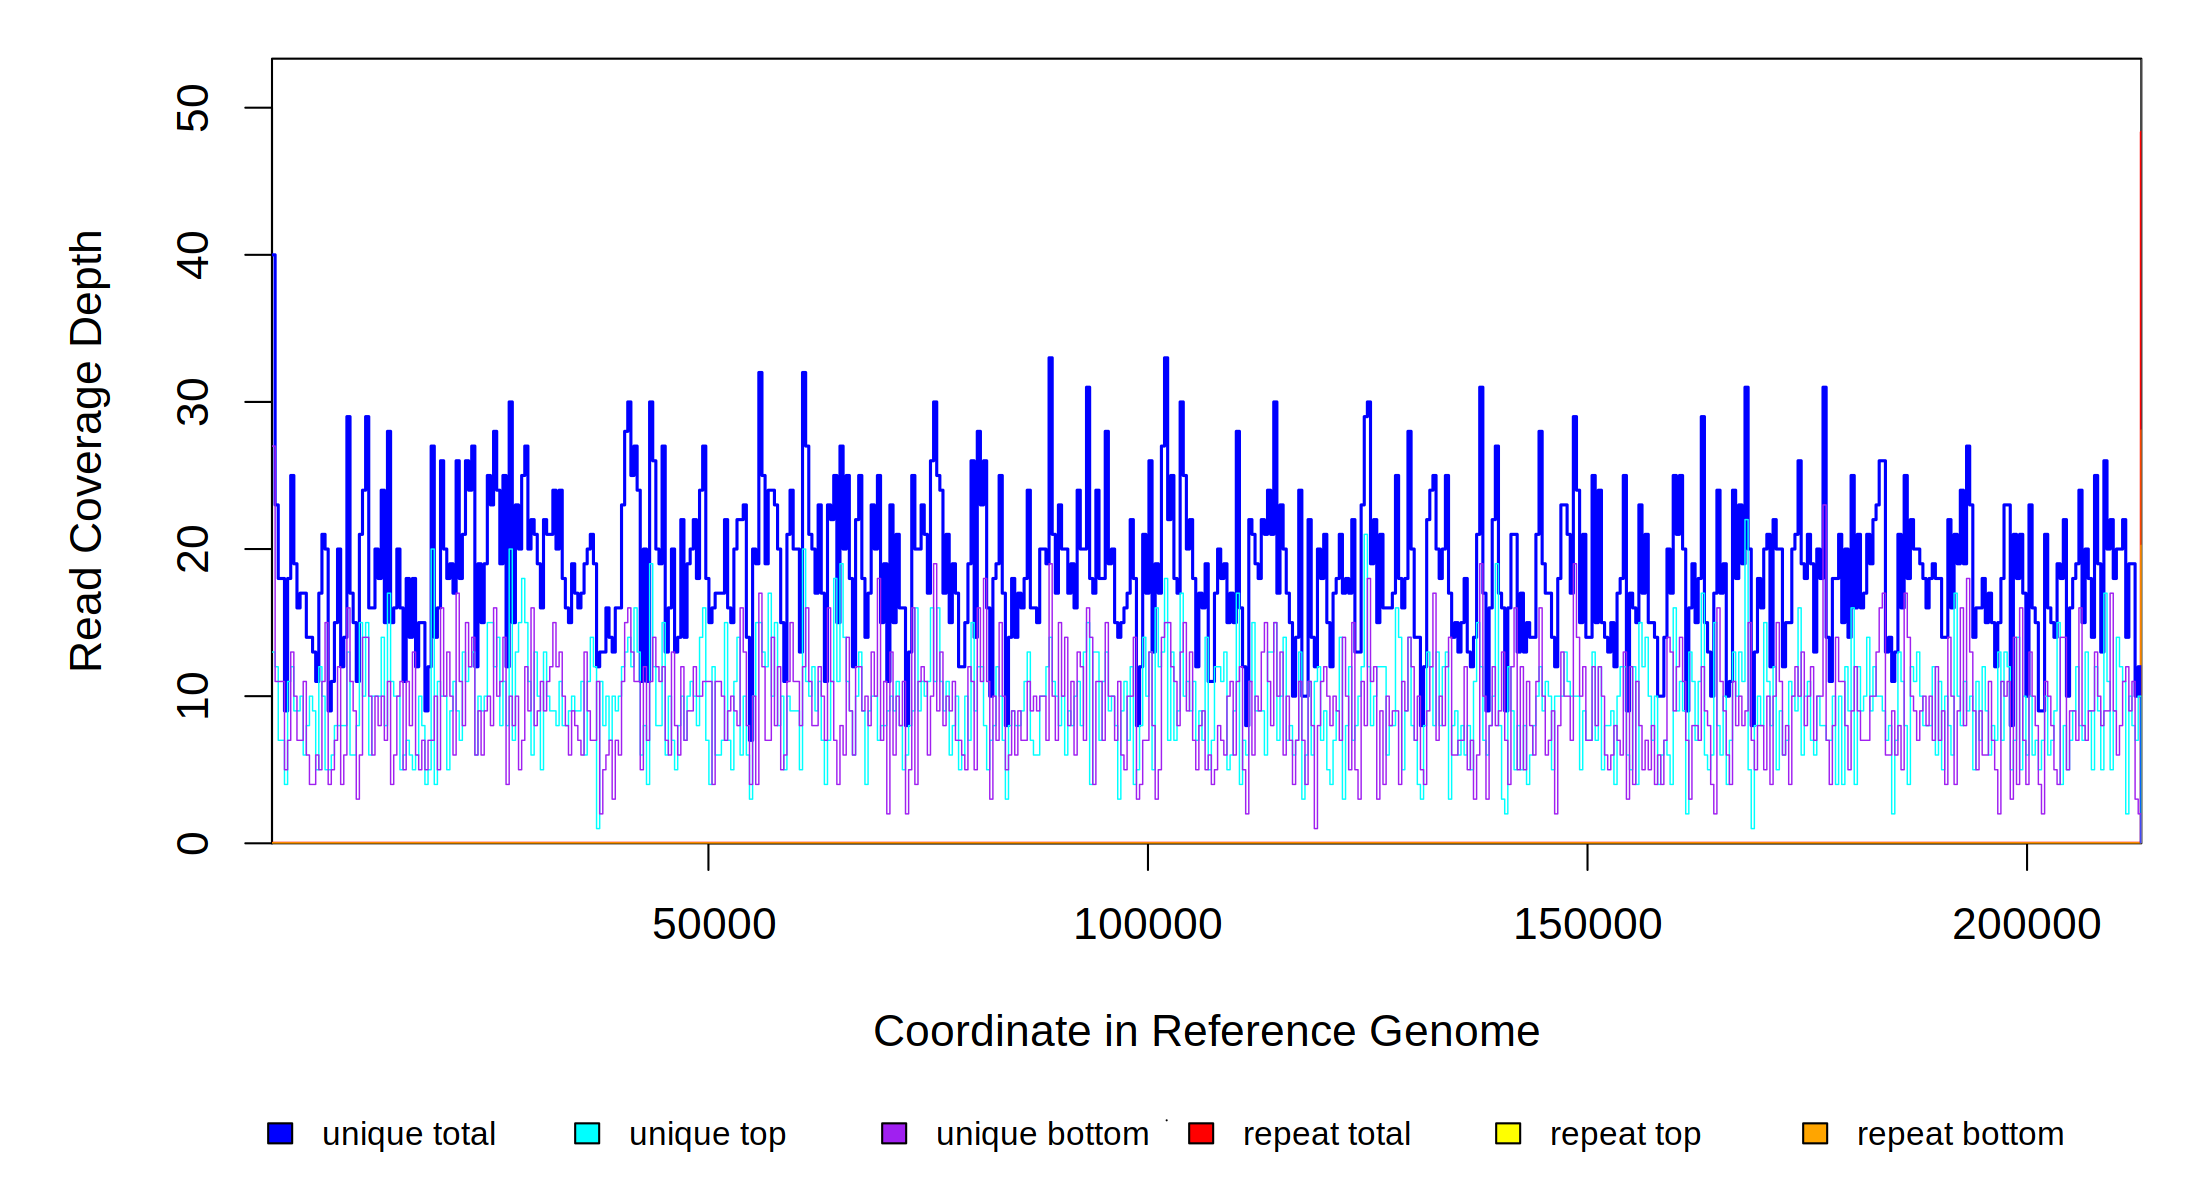 50
40
30
20
10
0
Read Coverage Depth
50000 100000 150000 200000
Coordinate in Reference Genome
unique total unique top unique bottom repeat total repeat top repeat bottom